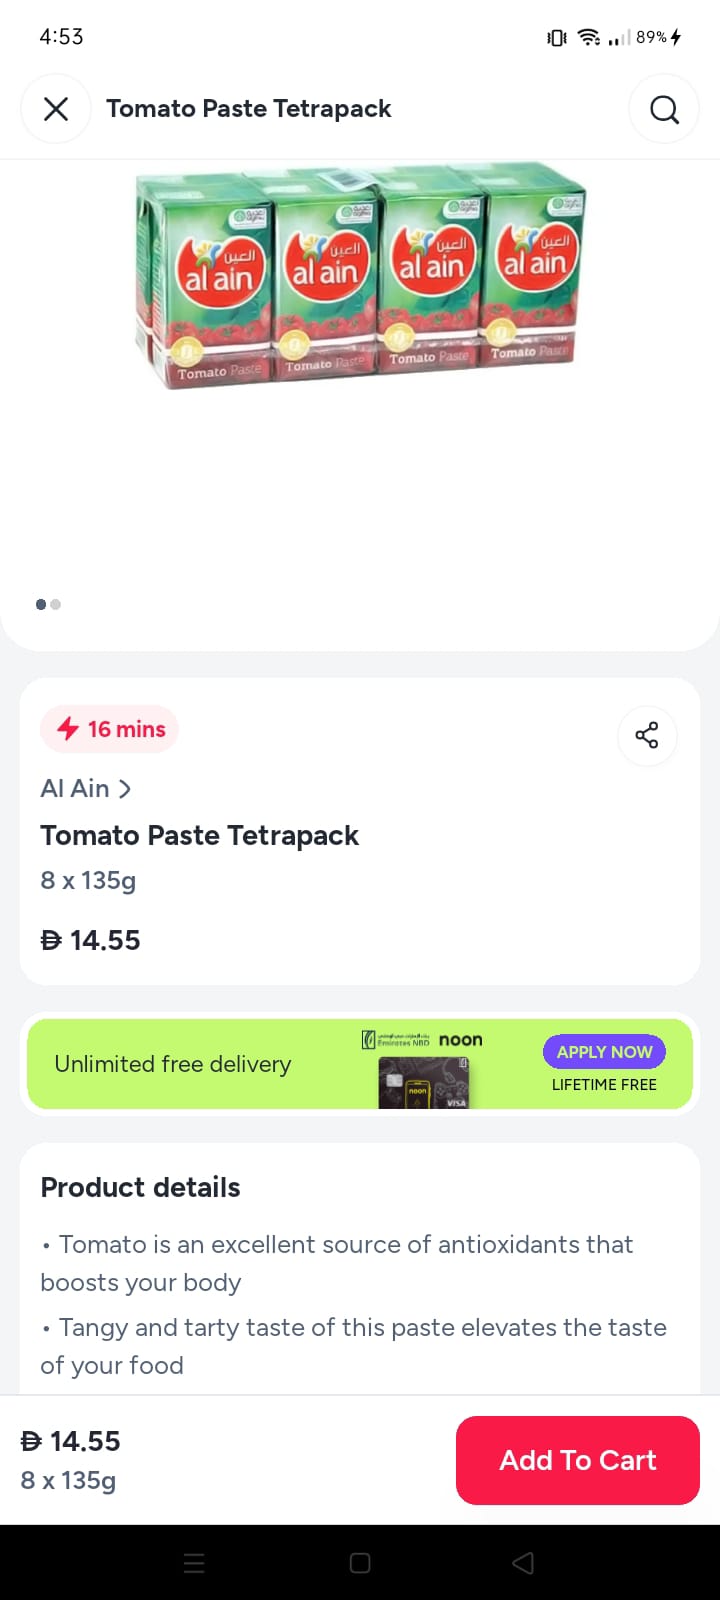 4:53
89%
Tomato Paste Tetrapack
العين
al ain
العين
al ain
العين
al ain
العين
al ain
Tomato Paste
Tomato Paste
Tomato Paste
Tomato Paste
16 mins
Al Ain
Tomato Paste Tetrapack
8 x 135g
14.55
Unlimited free delivery
Emirates NBD
noon
noon
VISA
APPLY NOW
LIFETIME FREE
Product details
• Tomato is an excellent source of antioxidants that
boosts your body
• Tangy and tarty taste of this paste elevates the taste
of your food
14.55
8 x 135g
Add To Cart